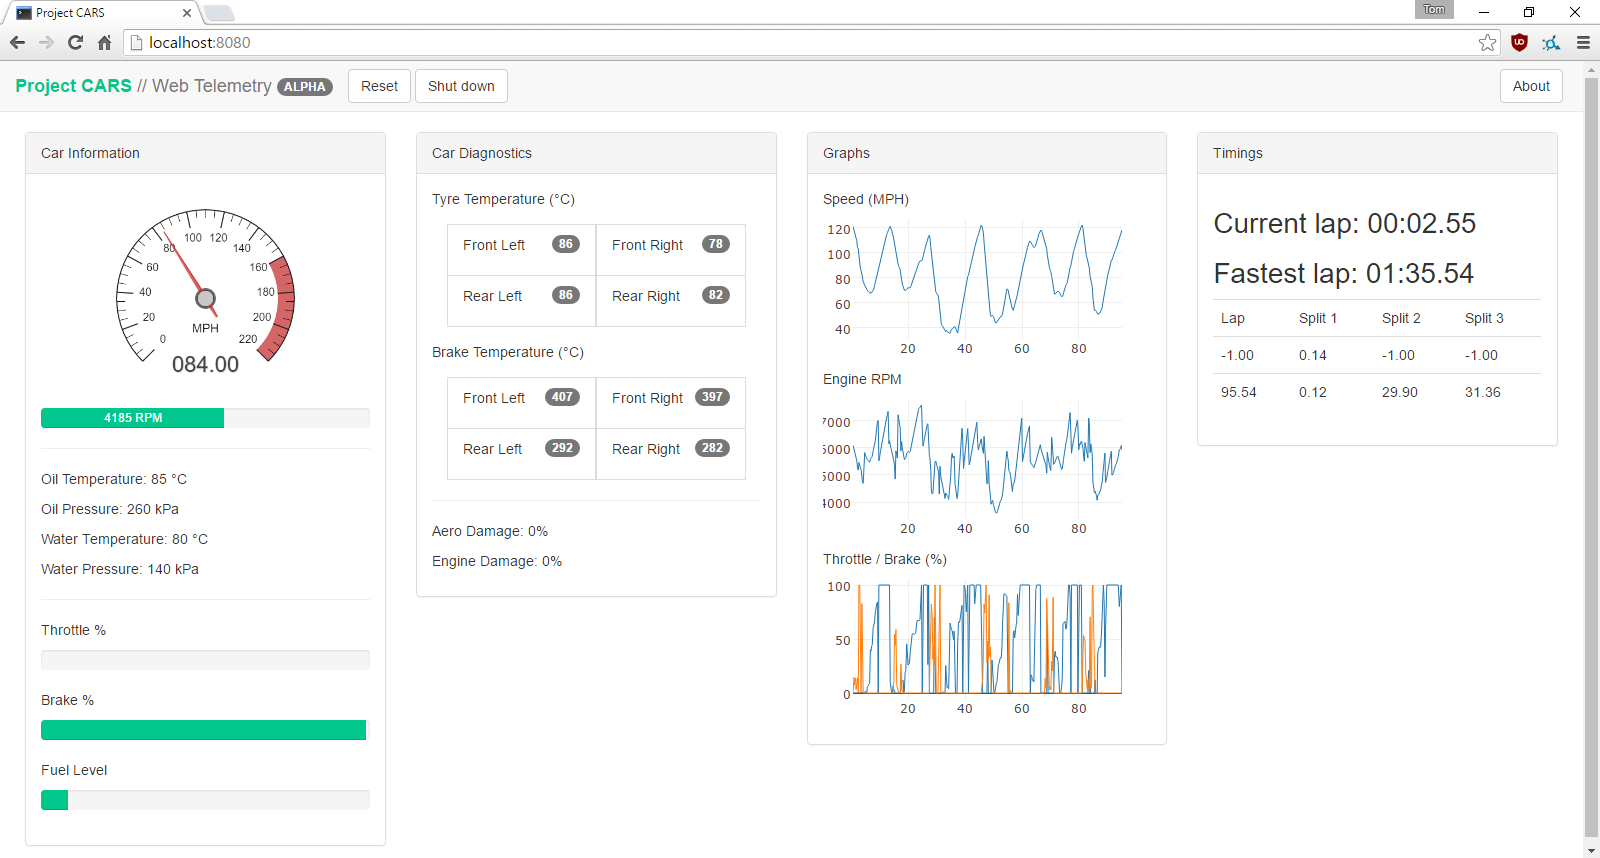 Project CARS
Tom
localhost:8080
Project CARS // Web Telemetry ALPHA Reset Shut down About
Car Information
0 20 40 60 80 100 120 140 160 180 200 220
MPH
084.00
4185 RPM
Oil Temperature: 85 °C
Oil Pressure: 260 kPa
Water Temperature: 80 °C
Water Pressure: 140 kPa
Throttle %
Brake %
Fuel Level
Car Diagnostics
Tyre Temperature (°C)
Front Left 86 Front Right 78
Rear Left 86 Rear Right 82
Brake Temperature (°C)
Front Left 407 Front Right 397
Rear Left 292 Rear Right 282
Aero Damage: 0%
Engine Damage: 0%
Graphs
Speed (MPH)
120
100
80
60
40
20 40 60 80
Engine RPM
7000
6000
5000
4000
20 40 60 80
Throttle / Brake (%)
100
50
0
20 40 60 80
Timings
Current lap: 00:02.55
Fastest lap: 01:35.54
Lap Split 1 Split 2 Split 3
-1.00 0.14 -1.00 -1.00
95.54 0.12 29.90 31.36